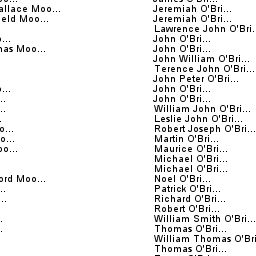 allace Moo... Jeremiah O'Bri...
ield Moo... Jeremiah O'Bri...
Lawrence John O'Bri.
o... John O'Bri...
nas Moo... John O'Bri...
John William O'Bri...
Terence John O'Bri...
John Peter O'Bri...
o... John O'Bri...
... John O'Bri...
.. William John O'Bri...
. Leslie John O'Bri...
o... Robert Joseph O'Bri...
o... Martin O'Bri...
oo... Maurice O'Bri...
Michael O'Bri...
Michael O'Bri...
ord Moo... Noel O'Bri...
.. Patrick O'Bri...
... Richard O'Bri...
Robert O'Bri...
.. William Smith O'Bri...
. Thomas O'Bri...
William Thomas O'Bri
Thomas O'Bri...